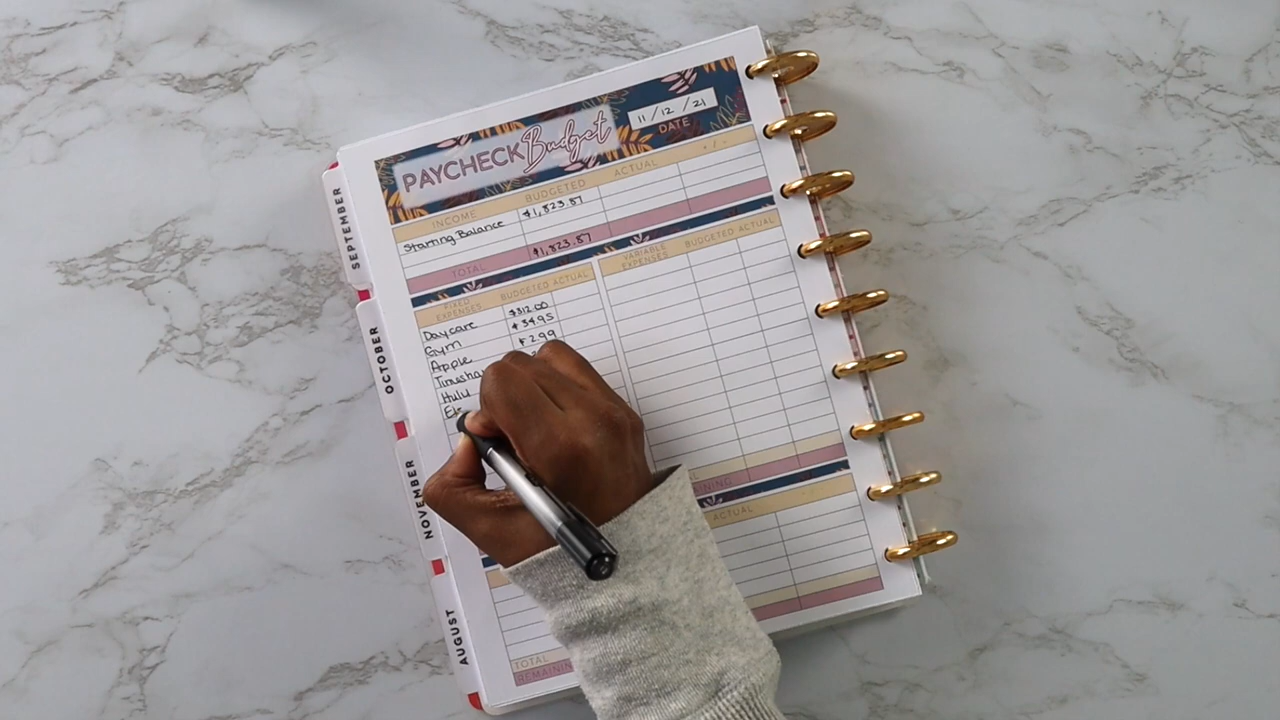 PAYCHECK Budget
11/12/21
DATE
INCOME BUDGETED ACTUAL +/-
Starting Balance $1,823.87
TOTAL $1,823.87
FIXED EXPENSES BUDGETED ACTUAL
VARIABLE EXPENSES BUDGETED ACTUAL
Daycare $312.00
Gym $34.95
Apple $2.99
Hulu
ACTUAL
TOTAL
REMAINING
SEPTEMBER
OCTOBER
NOVEMBER
AUGUST